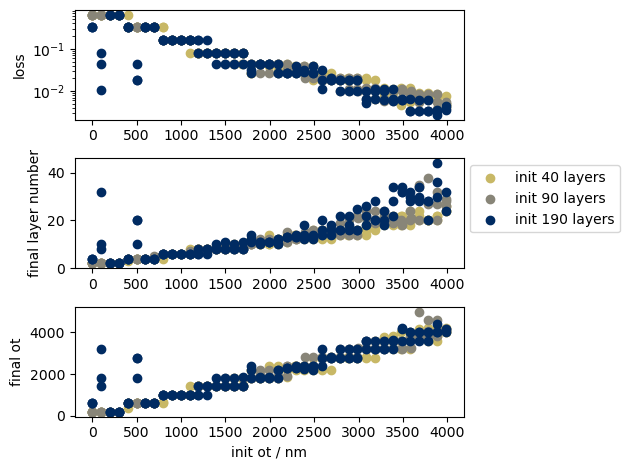 loss
10⁻¹
10⁻²
0 500 1000 1500 2000 2500 3000 3500 4000
final layer number
40
20
0
0 500 1000 1500 2000 2500 3000 3500 4000
init 40 layers
init 90 layers
init 190 layers
final ot
4000
2000
0
0 500 1000 1500 2000 2500 3000 3500 4000
init ot / nm